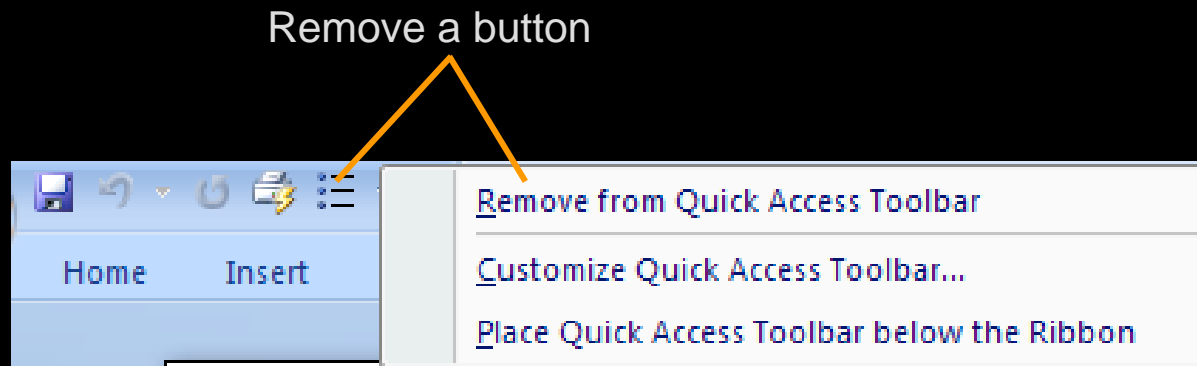 Remove a button
Remove from Quick Access Toolbar
Home Insert
Customize Quick Access Toolbar...
Place Quick Access Toolbar below the Ribbon